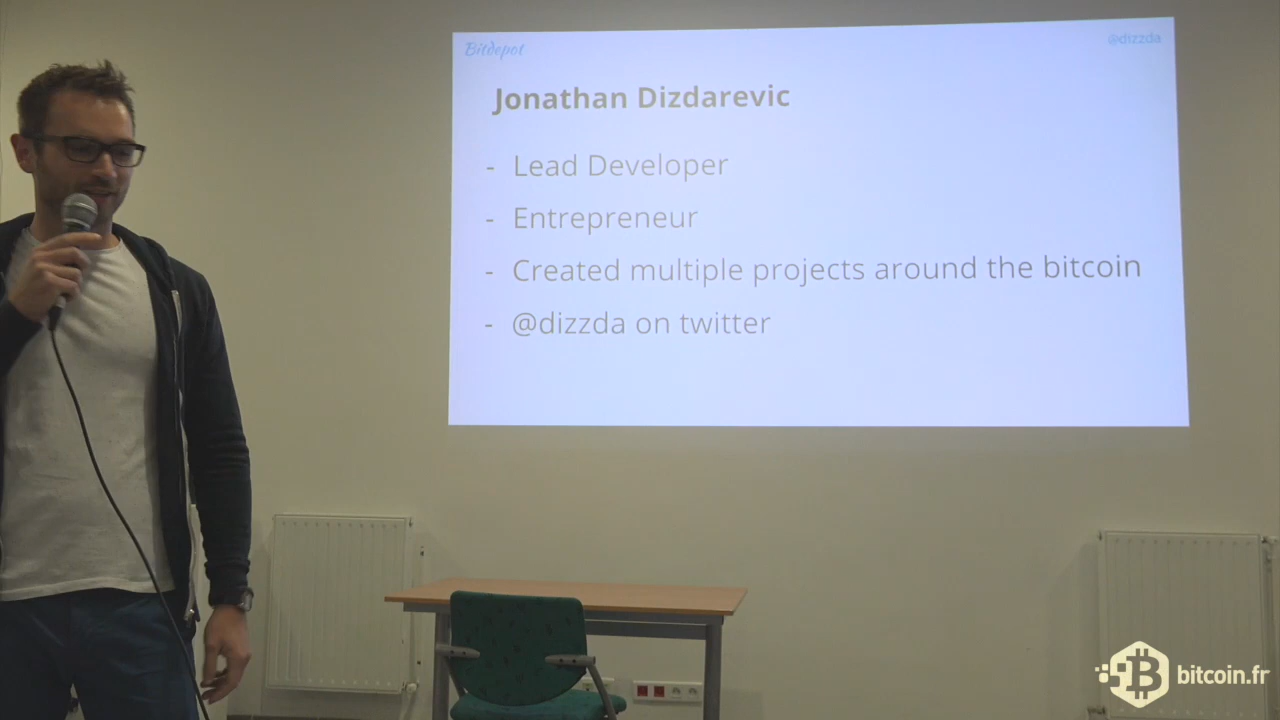 Bitdepot
@dizzda
Jonathan Dizdarevic
- Lead Developer
- Entrepreneur
- Created multiple projects around the bitcoin
- @dizzda on twitter
bitcoin.fr